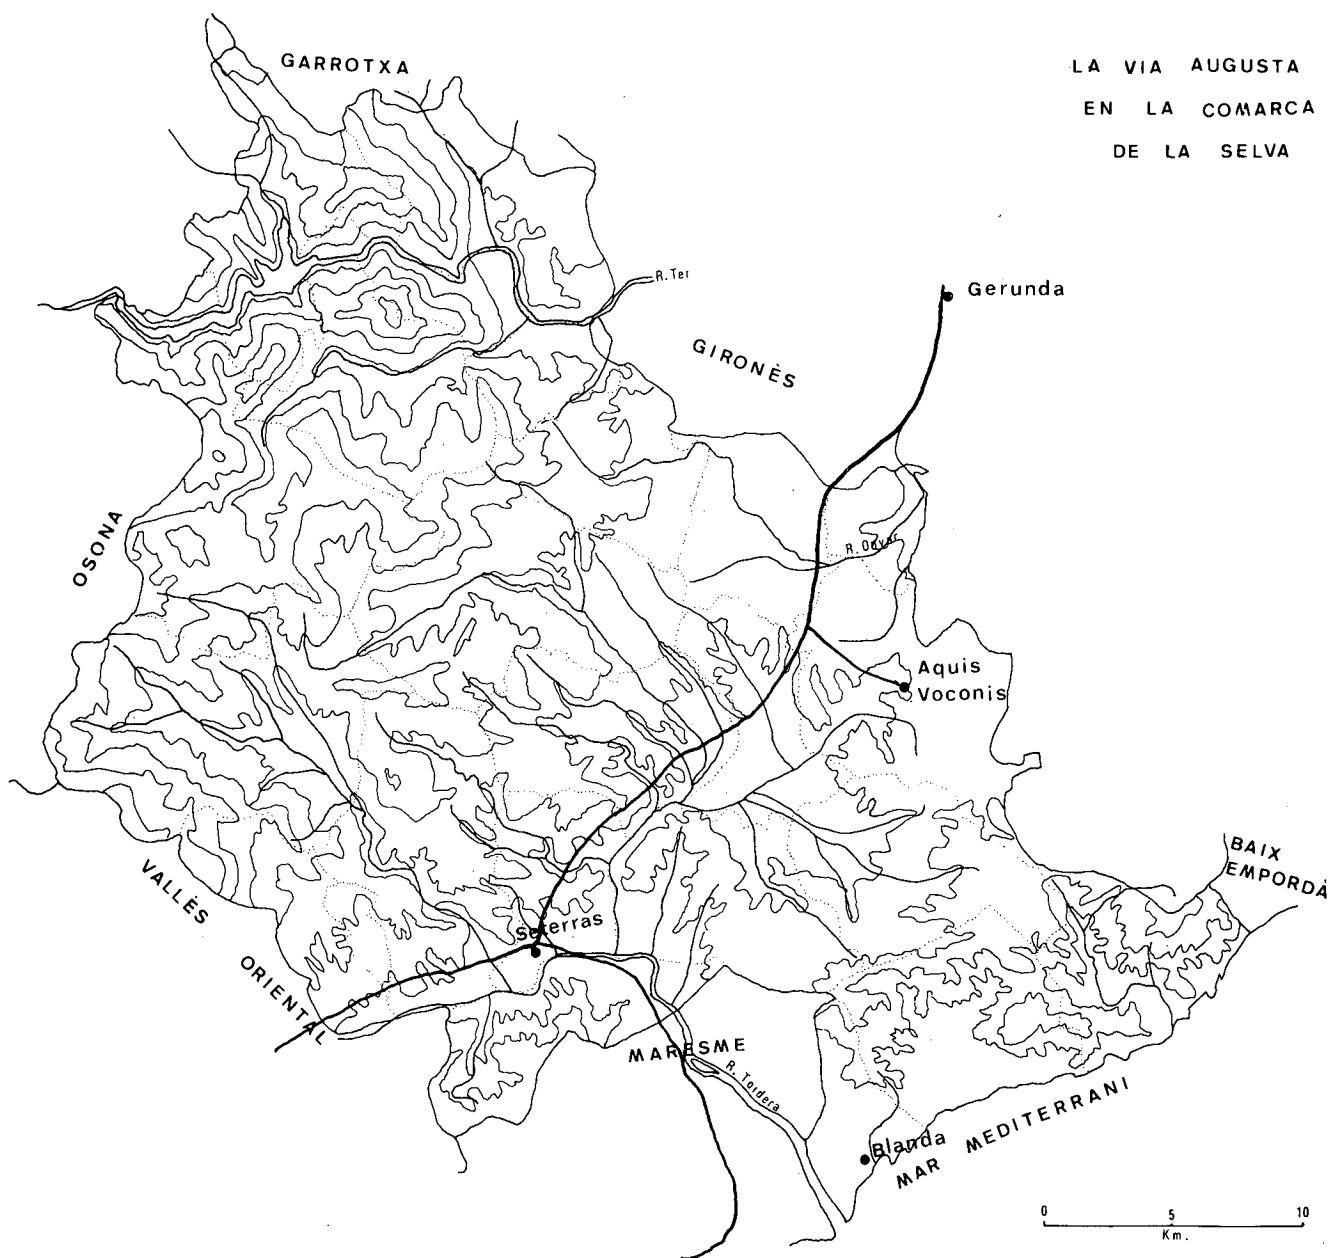 GARROTXA
LA VIA AUGUSTA
EN LA COMARCA
DE LA SELVA
R. Ter
Gerunda
GIRONÈS
OSONA
R. Onyar
Aquis
Voconis
VALLÈS
ORIENTAL
BAIX
EMPORDÀ
Seterras
MARESME
R. Tordera
Blanda
MAR MEDITERRANI
0 5 10
Km.